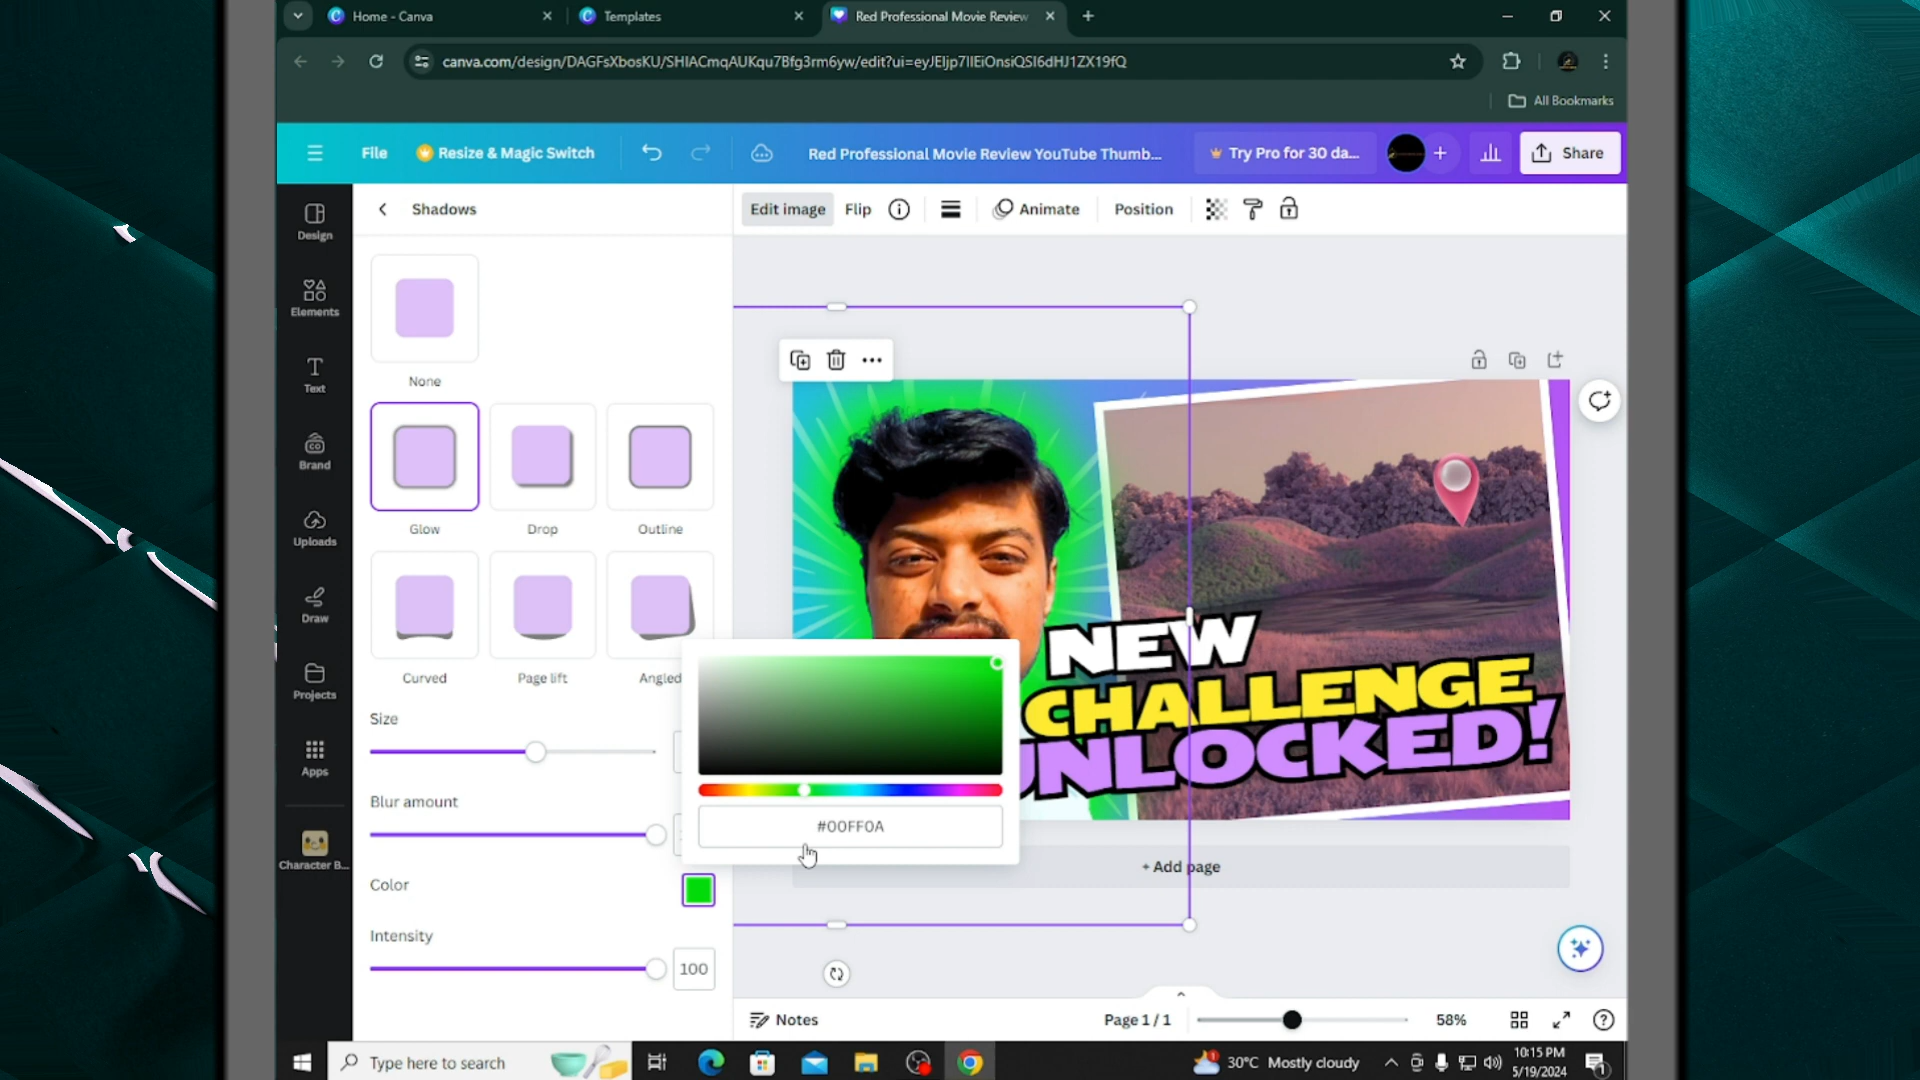 Home - Canva
Templates
Red Professional Movie Review
canva.com/design/DAGFsXbosKU/SHIACmqAUKqu7Bfg3rm6yw/edit?ui=eyJEIjp7IlEiOnsiQSI6dHJ1ZX19fQ
All Bookmarks
File
Resize & Magic Switch
Red Professional Movie Review YouTube Thumb...
Try Pro for 30 da...
Share
Design
Elements
Text
Brand
Uploads
Draw
Projects
Apps
Character B...
Shadows
None
Glow
Drop
Outline
Curved
Page lift
Angled
Size
Blur amount
Color
Intensity
100
#00FF0A
Edit image
Flip
Animate
Position
NEW
CHALLENGE
UNLOCKED!
+ Add page
Notes
Page 1 / 1
58%
Type here to search
30°C Mostly cloudy
10:15 PM
5/19/2024